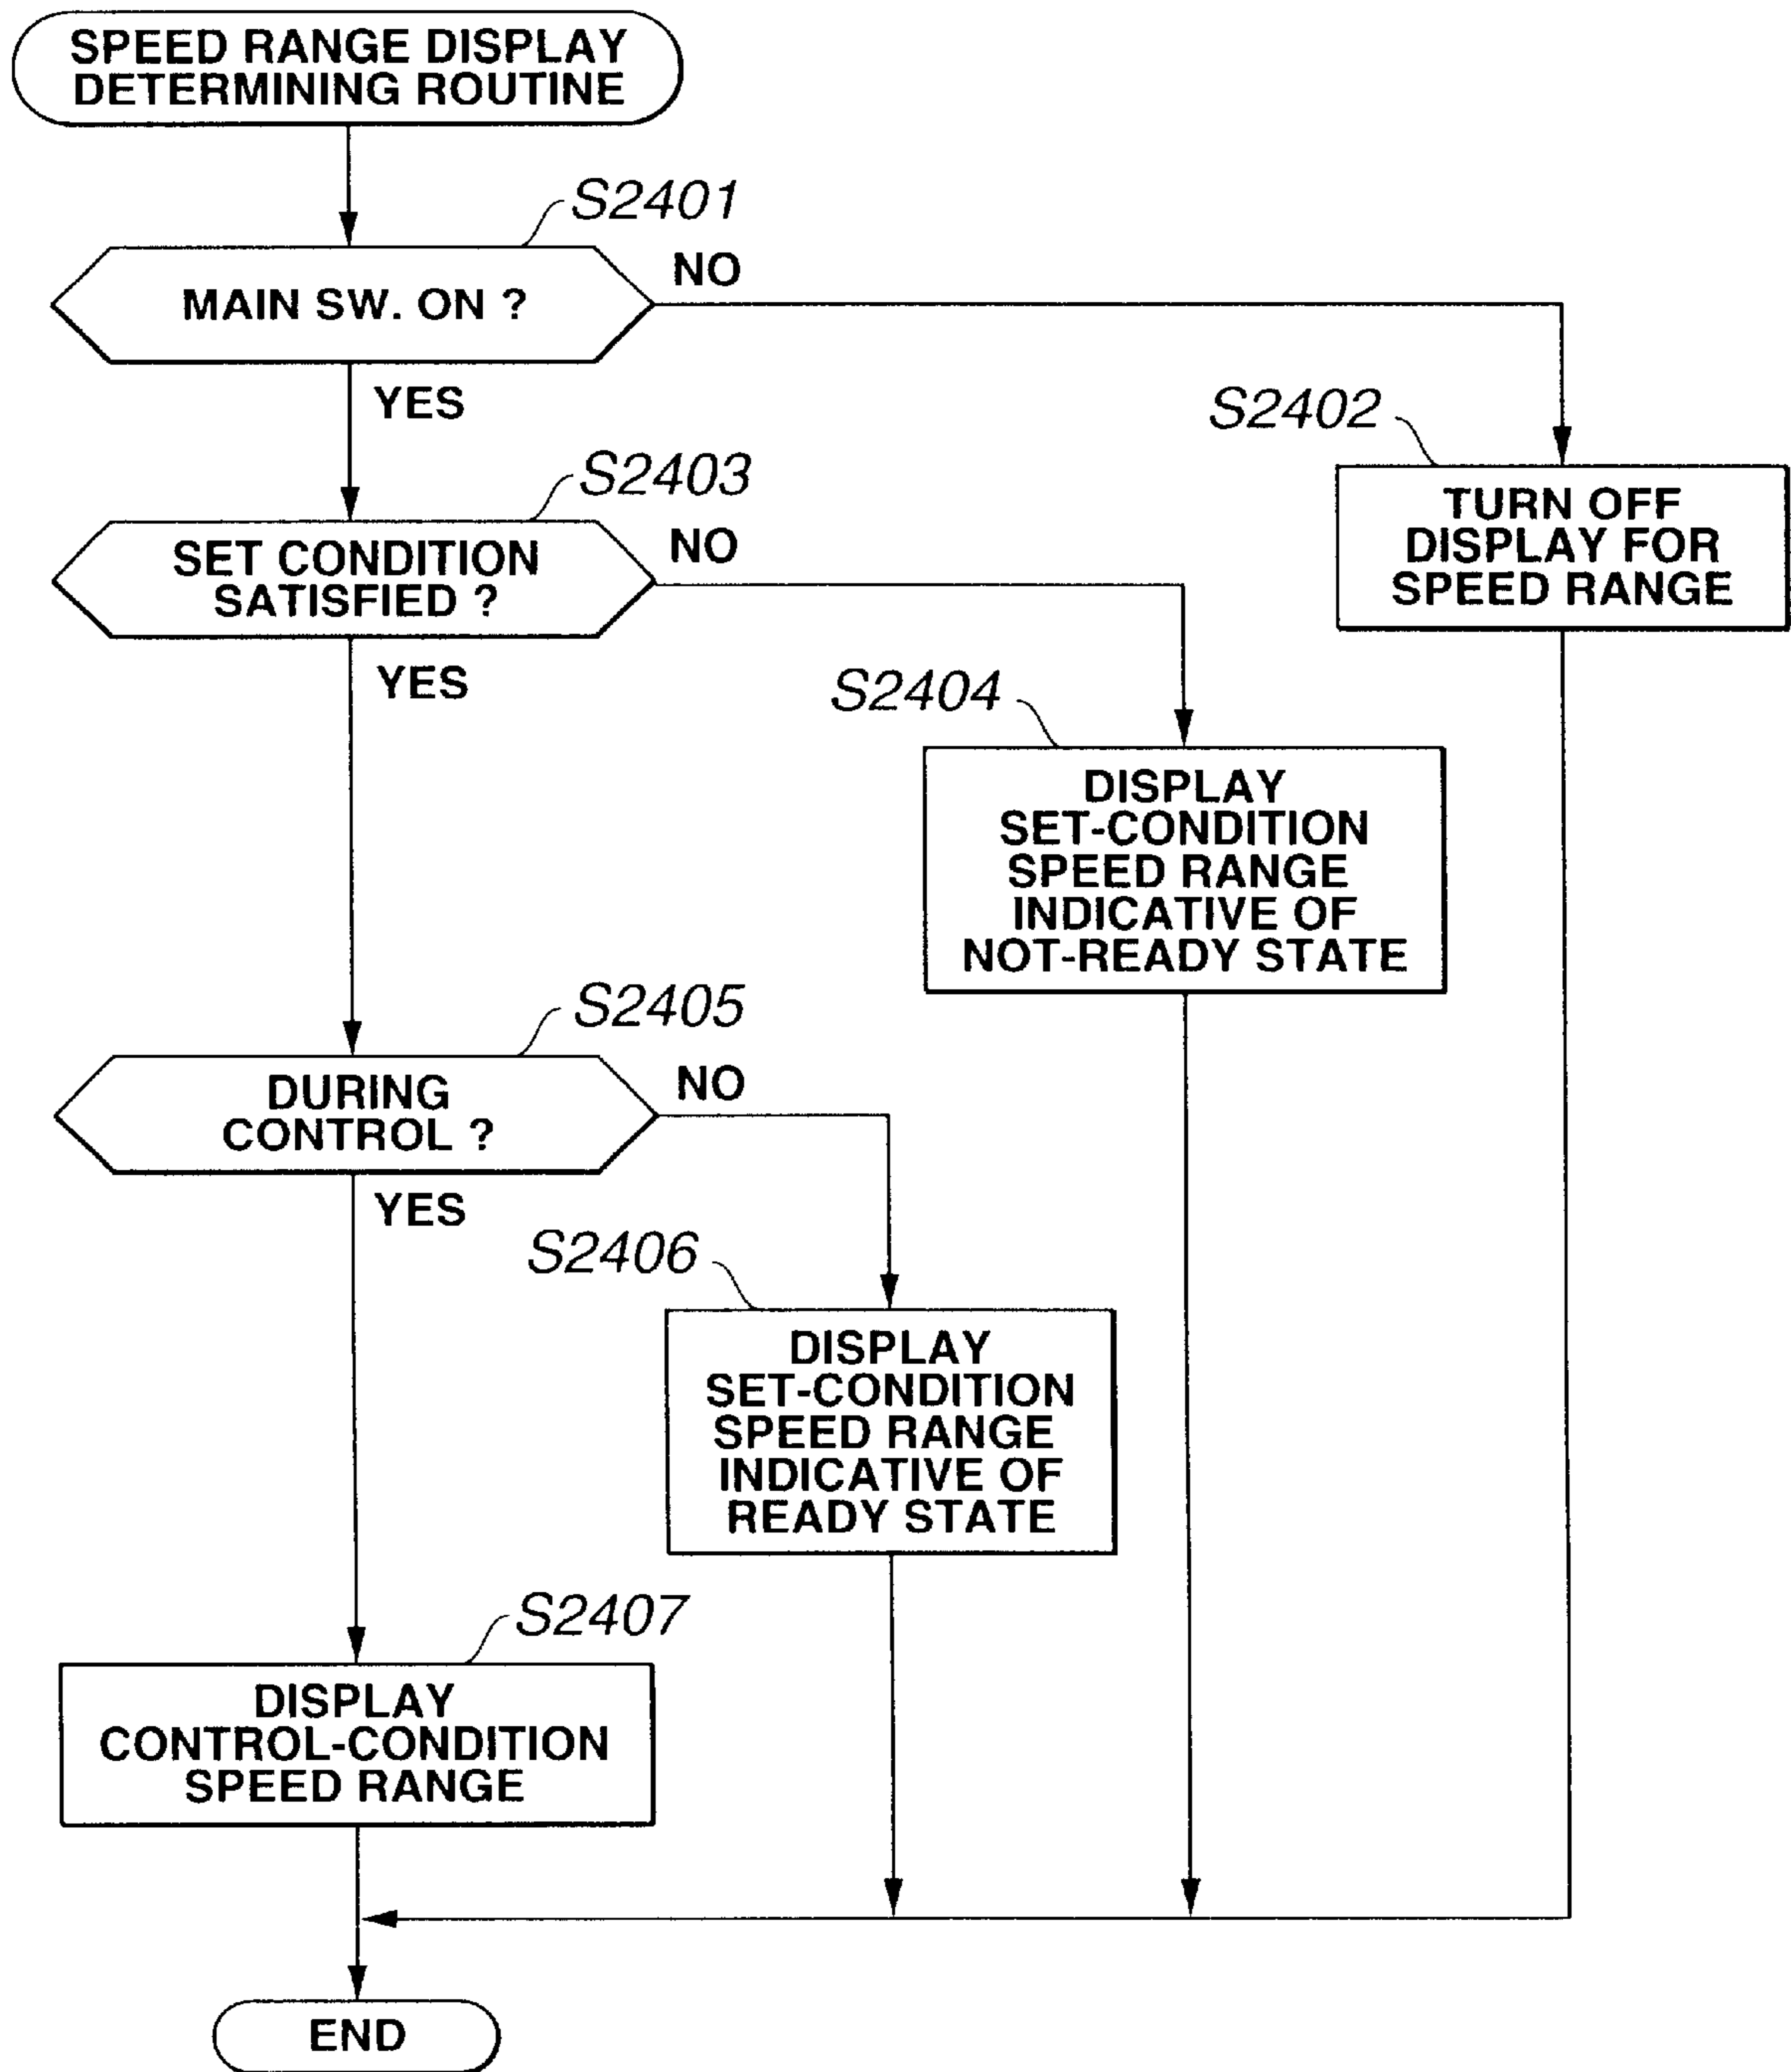 SPEED RANGE DISPLAY
DETERMINING ROUTINE
S2401
MAIN SW. ON ?
NO
YES
S2402
TURN OFF
DISPLAY FOR
SPEED RANGE
S2403
SET CONDITION
SATISFIED ?
NO
YES
S2404
DISPLAY
SET-CONDITION
SPEED RANGE
INDICATIVE OF
NOT-READY STATE
S2405
DURING
CONTROL ?
NO
YES
S2406
DISPLAY
SET-CONDITION
SPEED RANGE
INDICATIVE OF
READY STATE
S2407
DISPLAY
CONTROL-CONDITION
SPEED RANGE
END